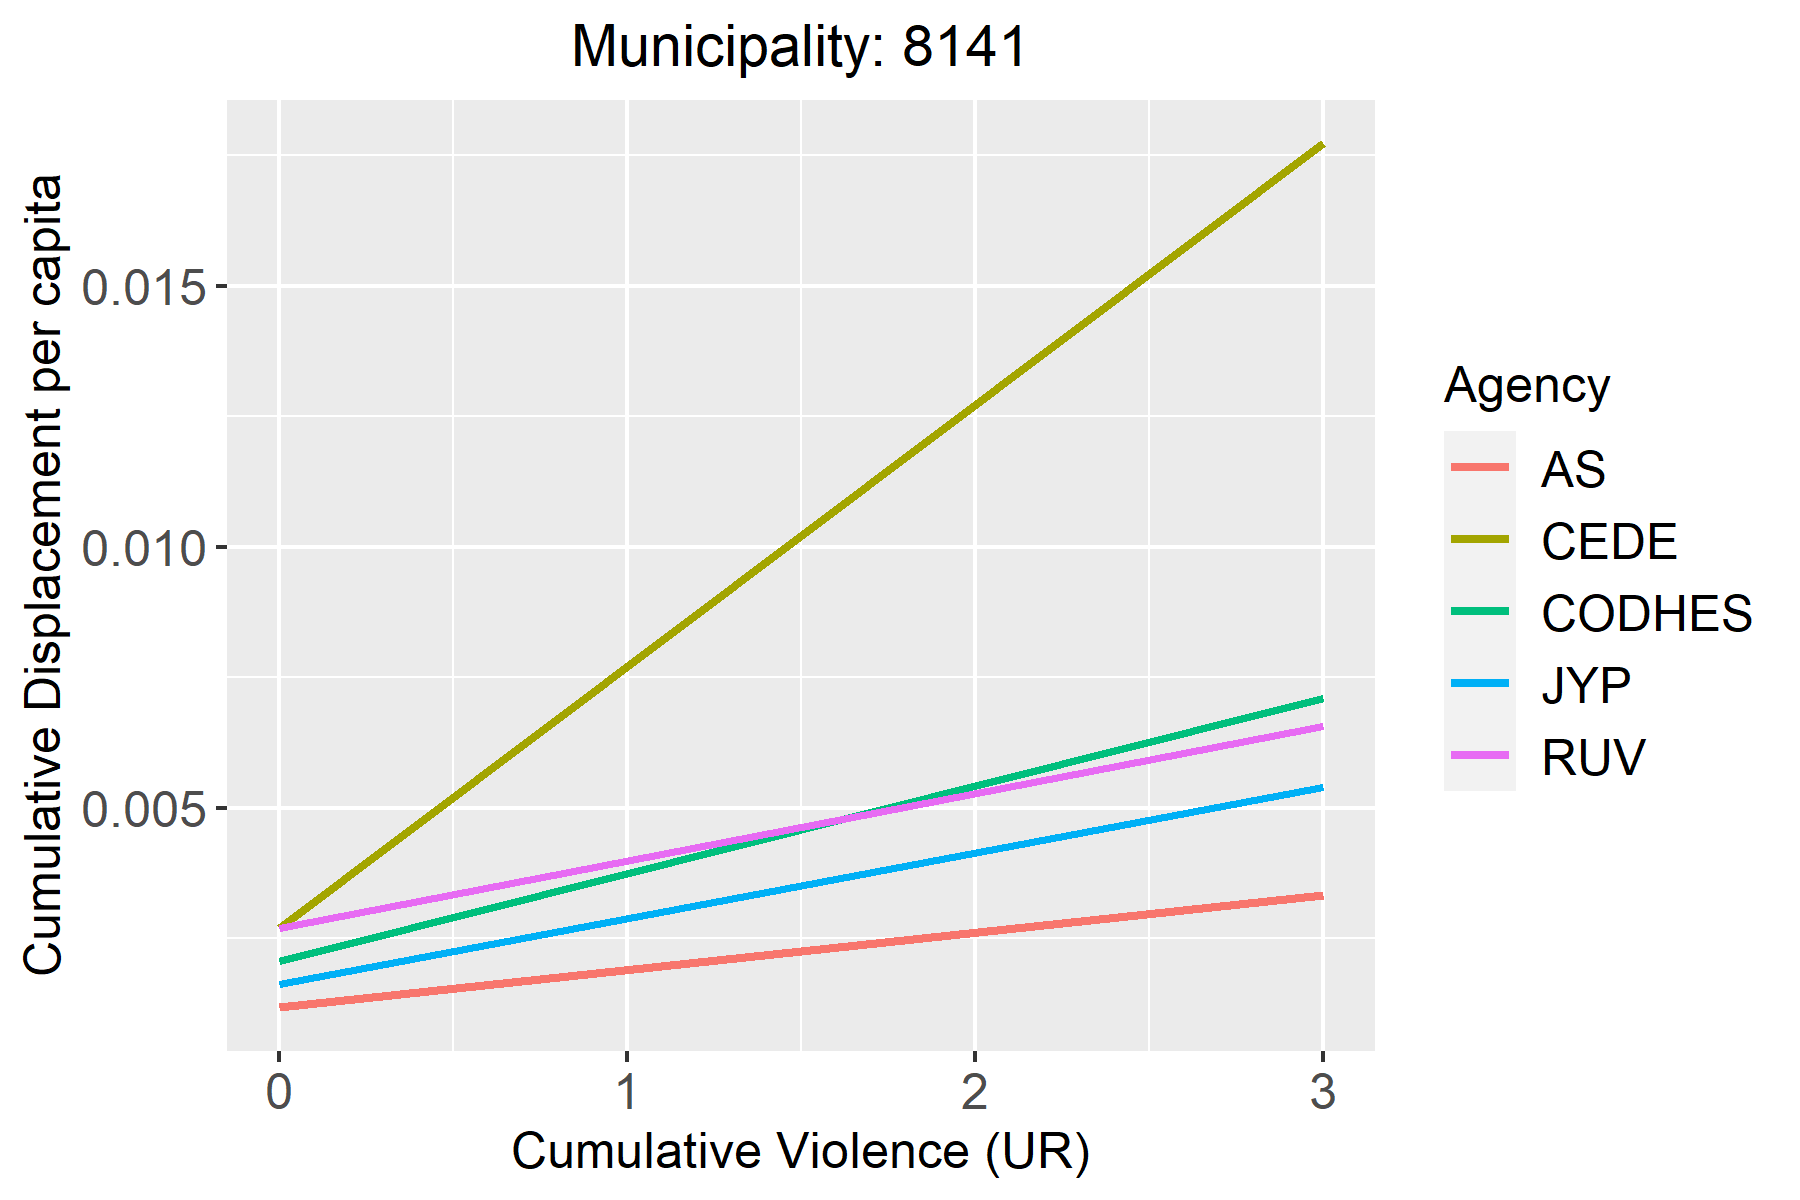 Municipality: 8141
Cumulative Displacement per capita
0.015
0.010
0.005
0
1
2
3
Cumulative Violence (UR)
Agency
AS
CEDE
CODHES
JYP
RUV